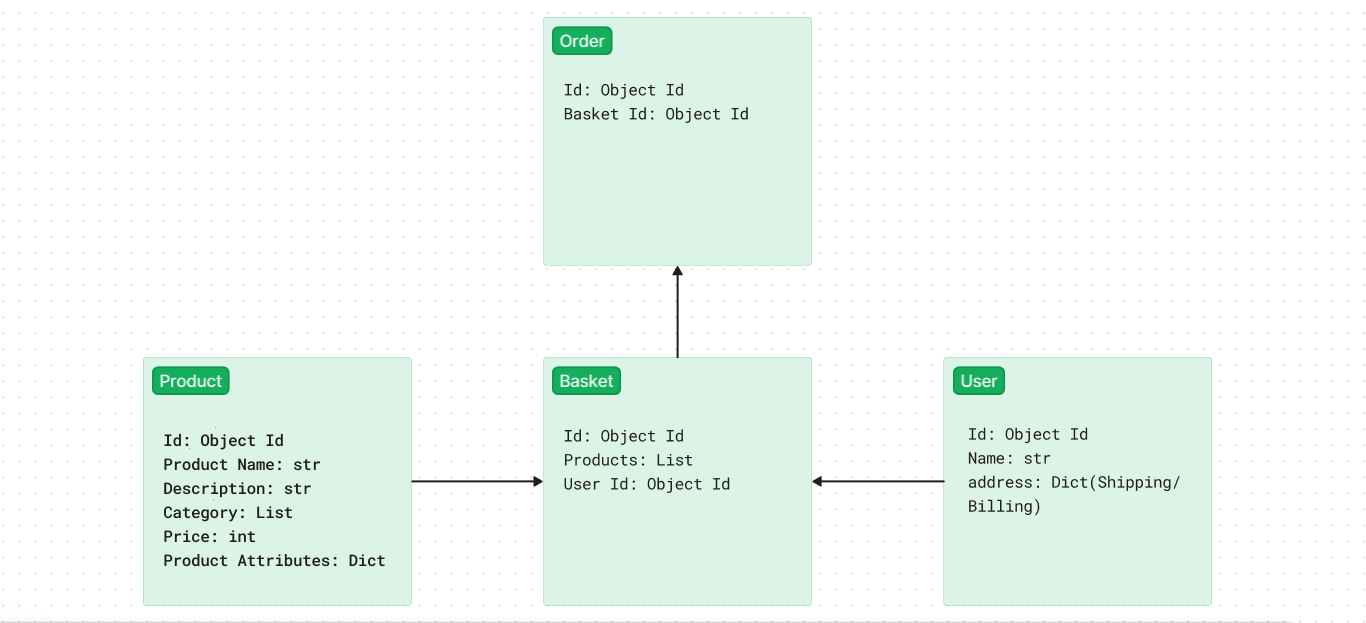 Order
Id: Object Id
Basket Id: Object Id
Product
Id: Object Id
Product Name: str
Description: str
Category: List
Price: int
Product Attributes: Dict
Basket
Id: Object Id
Products: List
User Id: Object Id
User
Id: Object Id
Name: str
address: Dict(Shipping/
Billing)